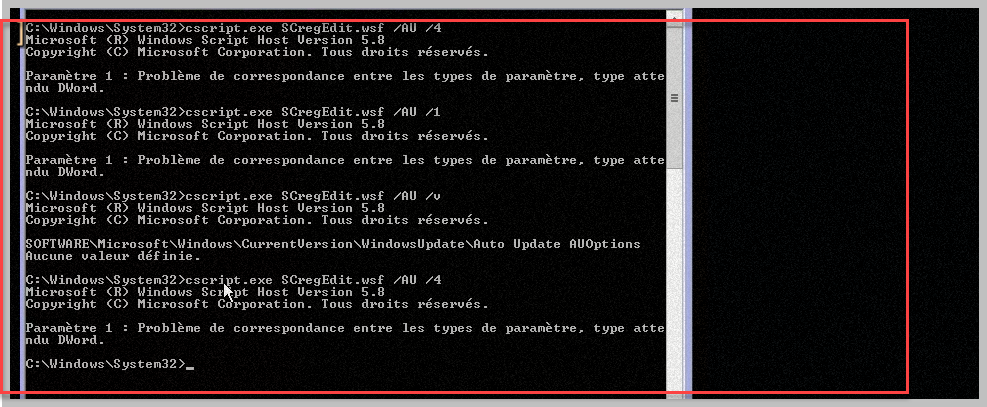 C:\Windows\System32>cscript.exe SCregEdit.wsf /AU /4
Microsoft (R) Windows Script Host Version 5.8
Copyright (C) Microsoft Corporation. Tous droits réservés.
Paramètre 1 : Problème de correspondance entre les types de paramètre, type atte
ndu DWord.
C:\Windows\System32>cscript.exe SCregEdit.wsf /AU /1
Microsoft (R) Windows Script Host Version 5.8
Copyright (C) Microsoft Corporation. Tous droits réservés.
Paramètre 1 : Problème de correspondance entre les types de paramètre, type atte
ndu DWord.
C:\Windows\System32>cscript.exe SCregEdit.wsf /AU /v
Microsoft (R) Windows Script Host Version 5.8
Copyright (C) Microsoft Corporation. Tous droits réservés.
SOFTWARE\Microsoft\Windows\CurrentVersion\WindowsUpdate\Auto Update AUOptions
Aucune valeur définie.
C:\Windows\System32>cscript.exe SCregEdit.wsf /AU /4
Microsoft (R) Windows Script Host Version 5.8
Copyright (C) Microsoft Corporation. Tous droits réservés.
Paramètre 1 : Problème de correspondance entre les types de paramètre, type atte
ndu DWord.
C:\Windows\System32>_